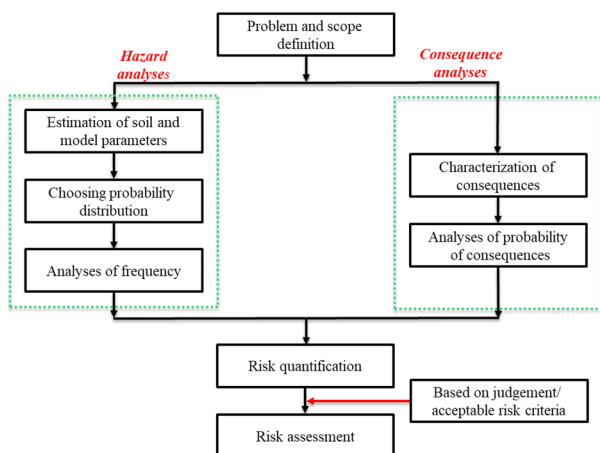 Problem and scope
definition
Hazard
analyses
Consequence
analyses
Estimation of soil and
model parameters
Choosing probability
distribution
Analyses of frequency
Characterization of
consequences
Analyses of probability
of consequences
Risk quantification
Based on judgement/
acceptable risk criteria
Risk assessment